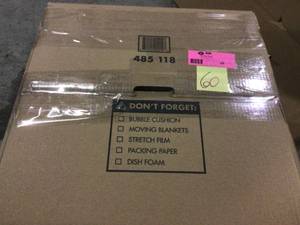 485 118
60
DON'T FORGET:
BUBBLE CUSHION
MOVING BLANKETS
STRETCH FILM
PACKING PAPER
DISH FOAM